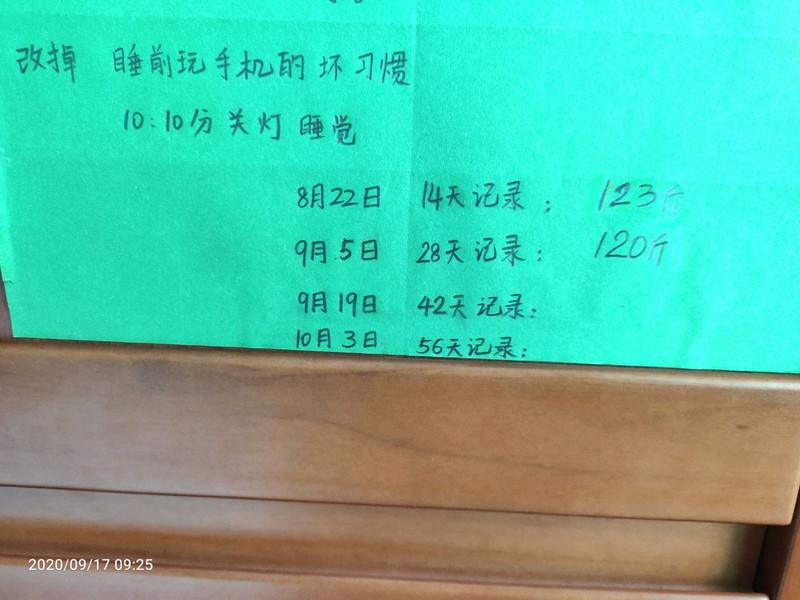 改掉 睡前玩手机的坏习惯
10:10分关灯睡觉
8月22日 14天记录： 123斤
9月5日 28天记录： 120斤
9月19日 42天记录：
10月3日 56天记录：
2020/09/17 09:25